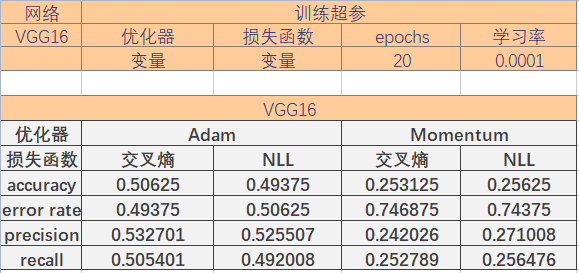 网络 训练超参
VGG16 优化器 损失函数 epochs 学习率
变量 变量 20 0.0001
VGG16
优化器 Adam Momentum
损失函数 交叉熵 NLL 交叉熵 NLL
accuracy 0.50625 0.49375 0.253125 0.25625
error rate 0.49375 0.50625 0.746875 0.74375
precision 0.532701 0.525507 0.242026 0.271008
recall 0.505401 0.492008 0.252789 0.256476